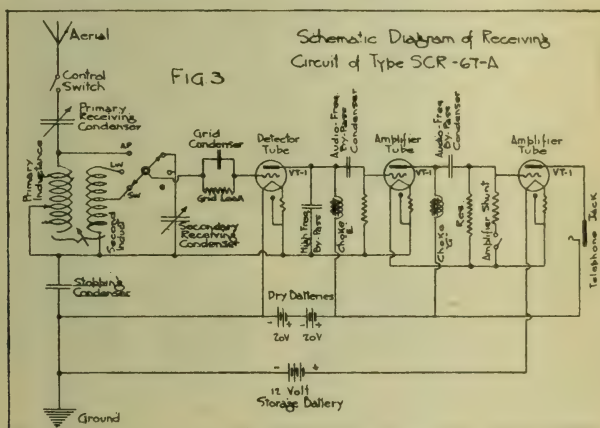 Schematic Diagram of Receiving
Circuit of Type SCR-67-A
FIG 3
Aerial
Control
Switch
Primary
Receiving
Condenser
AP
LW
SW
Primary
Inductance
Second
Induct
Grid
Condenser
Grid Leak
Secondary
Receiving
Condenser
Detector
Tube
VT-1
High Freq
By-Pass
Audio-Freq
By-Pass
Condenser
Choke
Amplifier
Tube
VT-1
Audio-Freq
By-Pass
Condenser
Choke
Res.
Amplifier Shunt
Amplifier
Tube
VT-1
Telephone Jack
Stopping
Condenser
Dry Batteries
- + - +
20V 20V
- +
12 Volt
Storage Battery
Ground